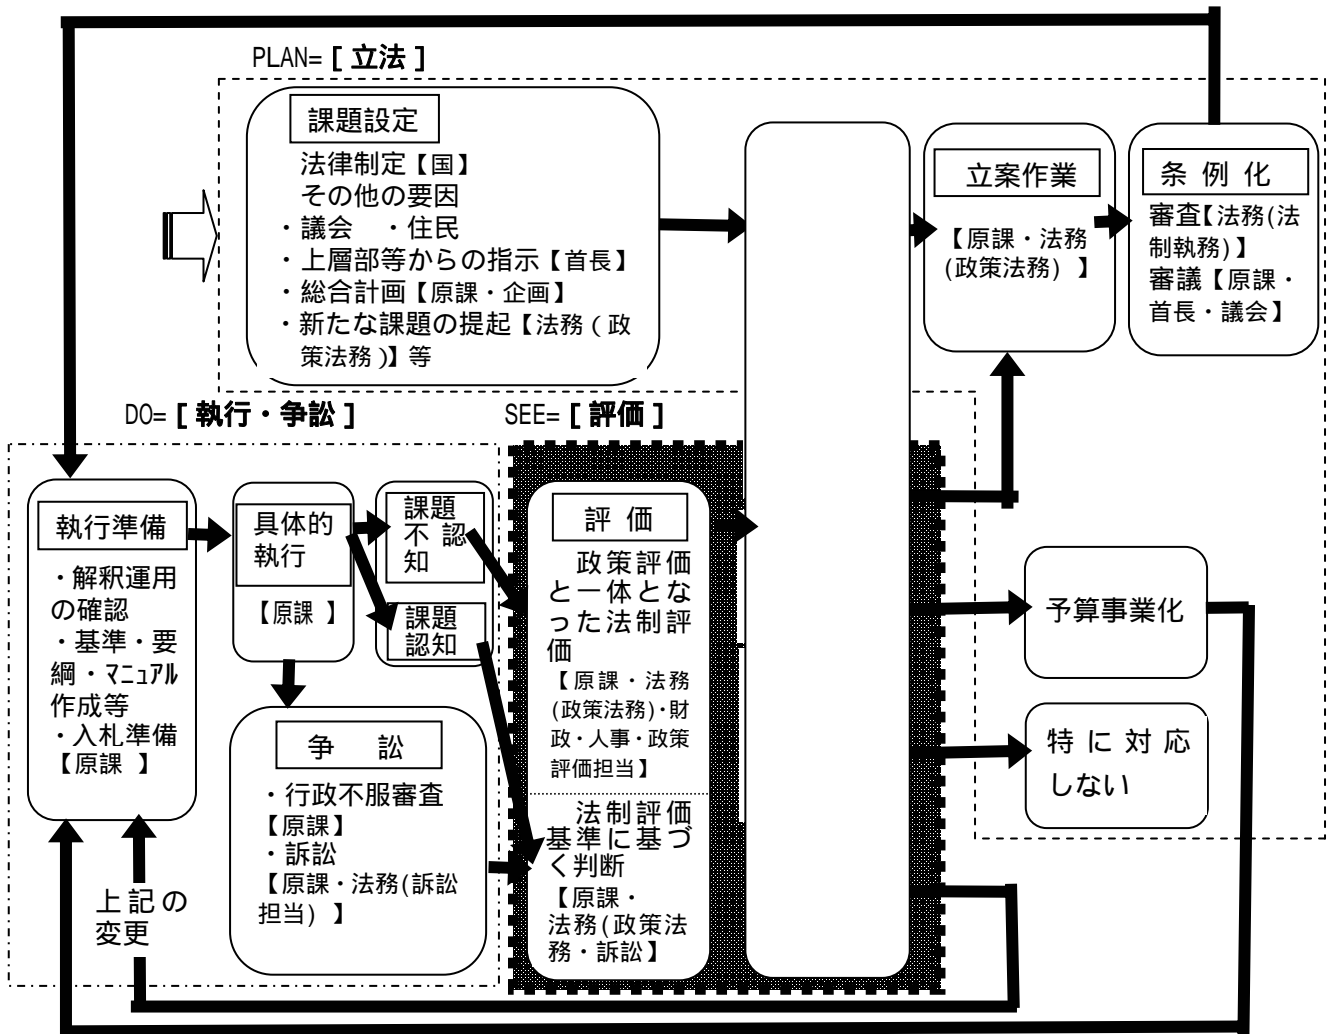 PLAN= [ 立法 ]
課題設定
法律制定【国】
その他の要因
・議会　・住民
・上層部等からの指示【首長】
・総合計画【原課・企画】
・新たな課題の提起【法務（政
策法務）】等
立案作業
【原課・法務
(政策法務) 】
条 例 化
審査【法務(法
制執務)】
審議【原課・
首長・議会】
DO= [ 執行・争訟 ]
SEE= [ 評価 ]
執行準備
・解釈運用
の確認
・基準・要
綱・ﾏﾆｭｱﾙ
作成等
・入札準備
【原課 】
具体的
執行
【原課 】
課題
不 認
知
課題
認知
争　　訟
・行政不服審査
【原課】
・訴訟
【原課・法務(訴訟
担当) 】
評 価
政策評価
と一体とな
った法制評
価
【原課・法務
(政策法務)・財
政・人事・政策
評価担当】
法制評価
基準に基づ
く判断
【原課・
法務(政策法
務・訴訟】
予算事業化
特 に 対 応
しない
上記の
変更